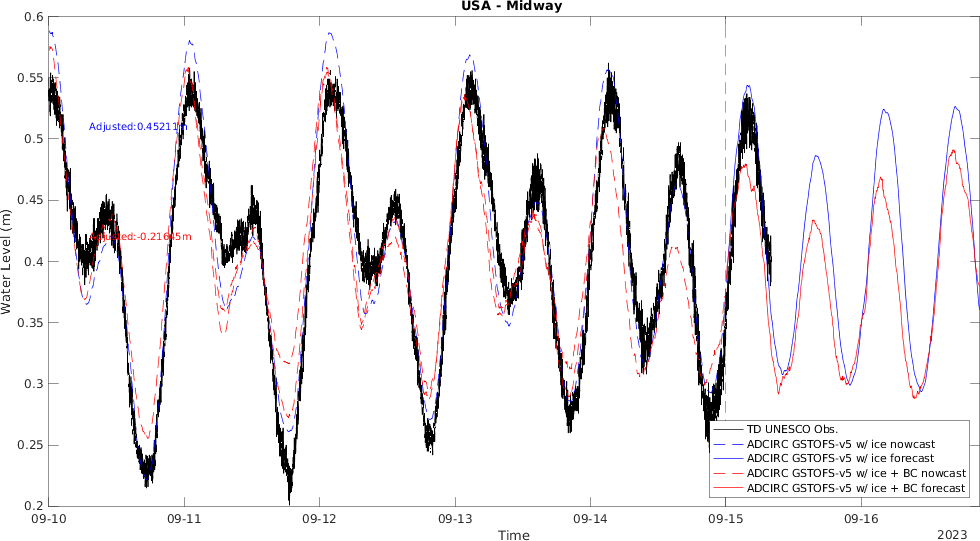 USA - Midway
0.6
0.55
0.5
0.45
0.4
0.35
0.3
0.25
0.2
Water Level (m)
Adjusted:0.45211m
TD UNESCO Obs.
ADCIRC GSTOFS-v5 w/ ice nowcast
ADCIRC GSTOFS-v5 w/ ice forecast
ADCIRC GSTOFS-v5 w/ ice + BC nowcast
ADCIRC GSTOFS-v5 w/ ice + BC forecast
09-10
09-11
09-12
09-13
09-14
09-15
09-16
Time
2023